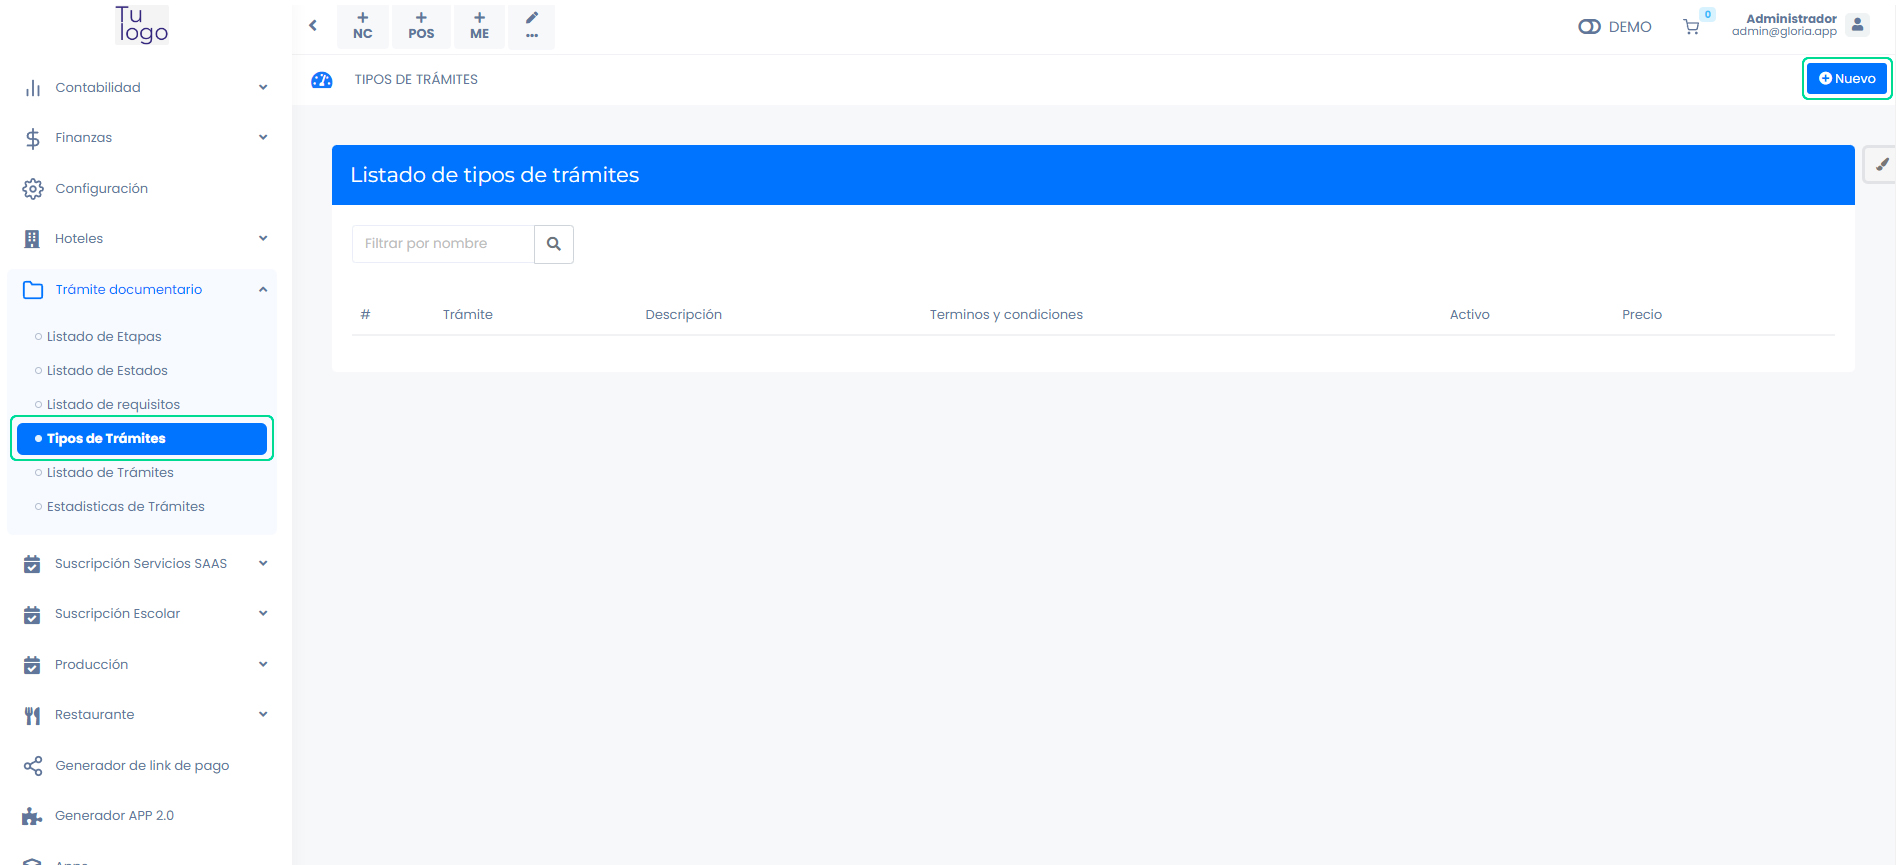 Tu
logo
NC
POS
ME
...
DEMO
0
Administrador
admin@gloria.app
TIPOS DE TRÁMITES
Nuevo
Contabilidad
Finanzas
Configuración
Hoteles
Trámite documentario
Listado de Etapas
Listado de Estados
Listado de requisitos
Tipos de Trámites
Listado de Trámites
Estadisticas de Trámites
Suscripción Servicios SAAS
Suscripción Escolar
Producción
Restaurante
Generador de link de pago
Generador APP 2.0
Listado de tipos de trámites
Filtrar por nombre
# Trámite Descripción Terminos y condiciones Activo Precio